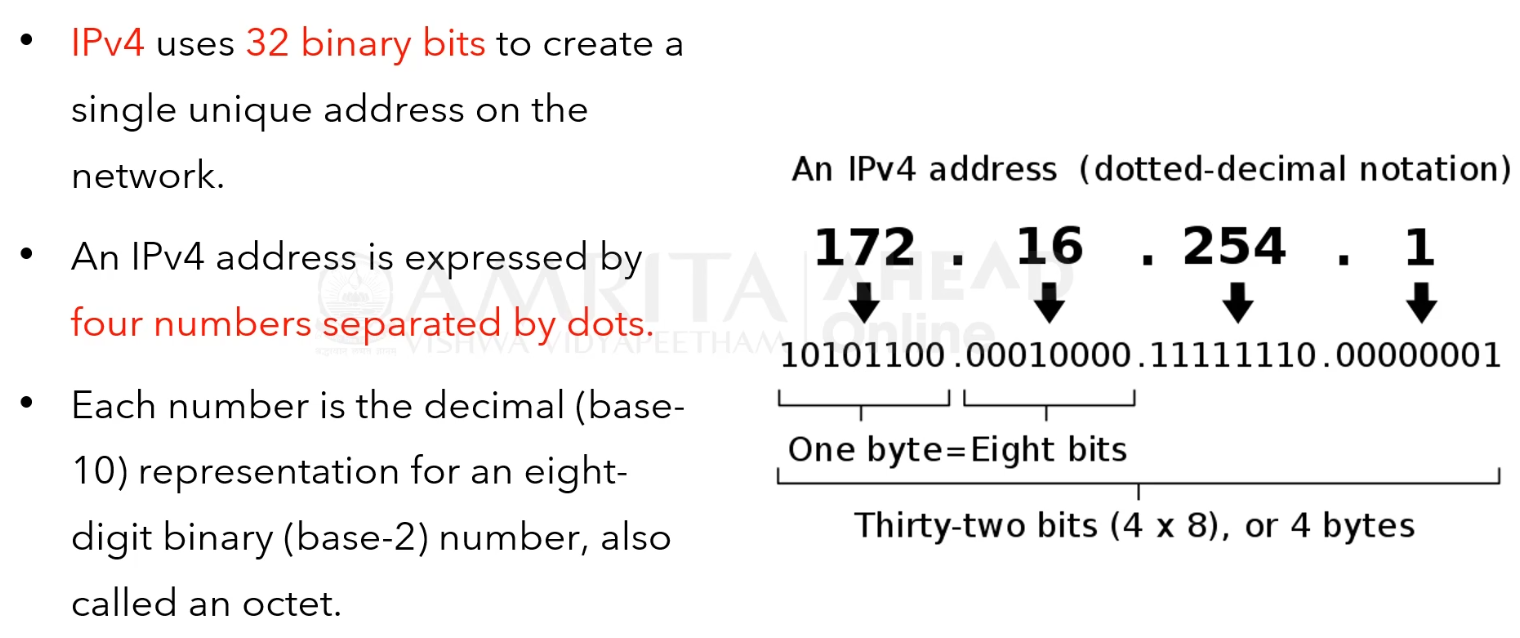 • IPv4 uses 32 binary bits to create a
single unique address on the
network.
• An IPv4 address is expressed by
four numbers separated by dots.
• Each number is the decimal (base-
10) representation for an eight-
digit binary (base-2) number, also
called an octet.
An IPv4 address (dotted-decimal notation)
172 . 16 . 254 . 1
10101100.00010000.11111110.00000001
One byte=Eight bits
Thirty-two bits (4 x 8), or 4 bytes
AMRITA
VISHWA VIDYAPEETHAM
AHEAD
Online